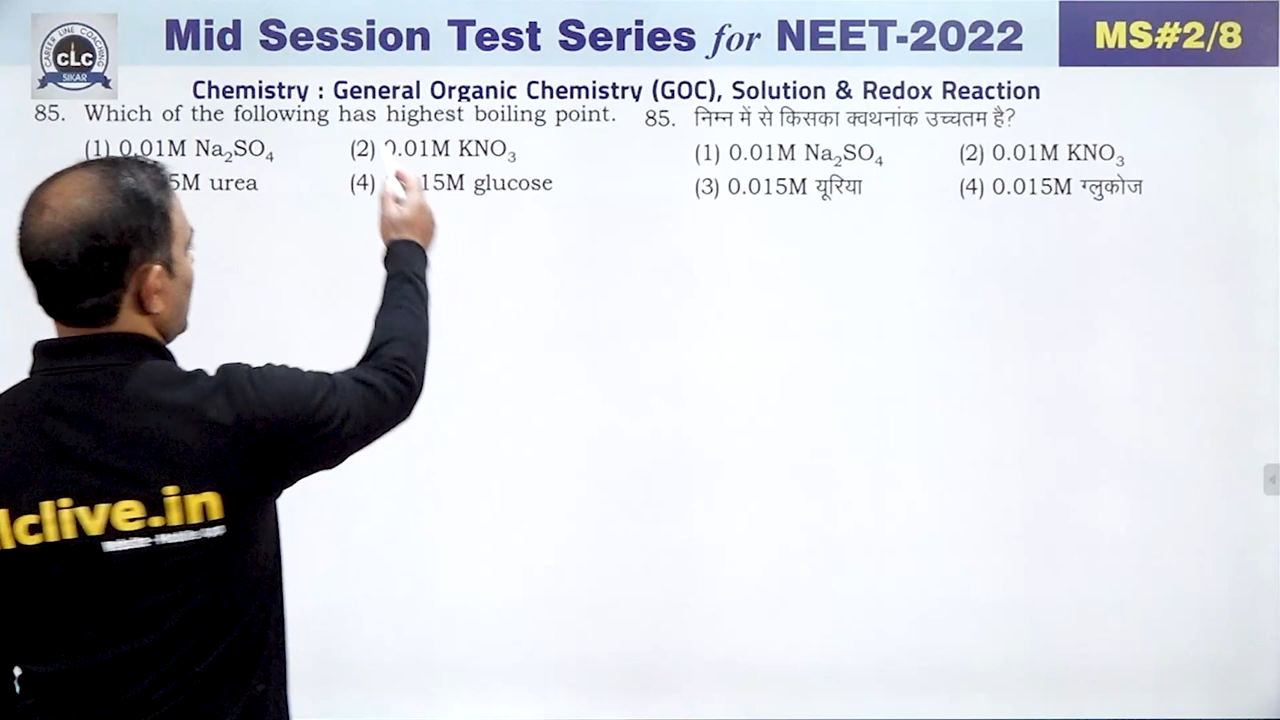 CAREER LINE COACHING
CLC
SIKAR
Mid Session Test Series for NEET-2022
MS#2/8
Chemistry : General Organic Chemistry (GOC), Solution & Redox Reaction
85. Which of the following has highest boiling point.
(1) 0.01M Na₂SO₄ (2) 0.01M KNO₃
5M urea (4) 15M glucose
85. निम्न में से किसका क्वथनांक उच्चतम है?
(1) 0.01M Na₂SO₄ (2) 0.01M KNO₃
(3) 0.015M यूरिया (4) 0.015M ग्लुकोज
lclive.in